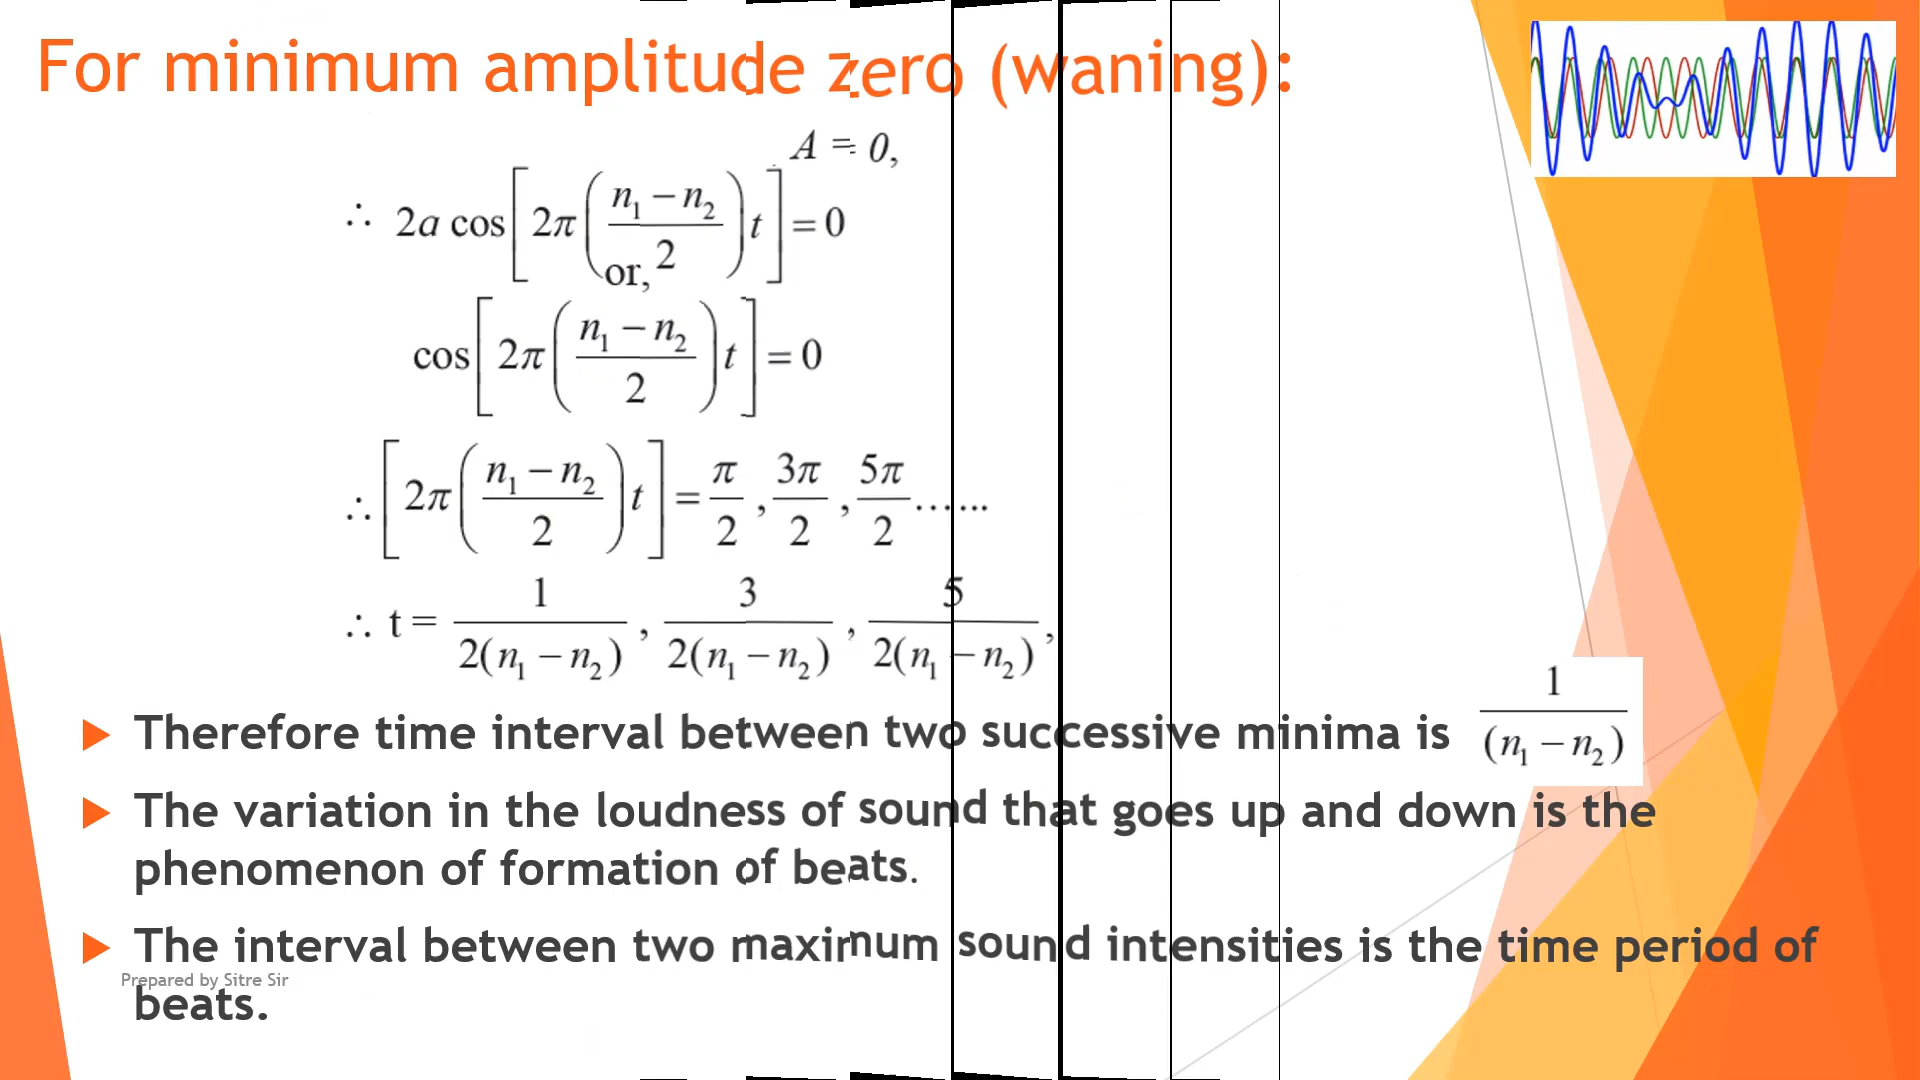 For minimum amplitude zero (waning):
A = 0,
∴ 2a cos[2π((n₁ − n₂)/2)t] = 0
or,
cos[2π((n₁ − n₂)/2)t] = 0
∴ [2π((n₁ − n₂)/2)t] = π/2, 3π/2, 5π/2......
∴ t = 1/(2(n₁ − n₂)), 3/(2(n₁ − n₂)), 5/(2(n₁ − n₂)),
Therefore time interval between two successive minima is 1/((n₁ − n₂))
The variation in the loudness of sound that goes up and down is the
phenomenon of formation of beats.
The interval between two maximum sound intensities is the time period of
Prepared by Sitre Sir
beats.